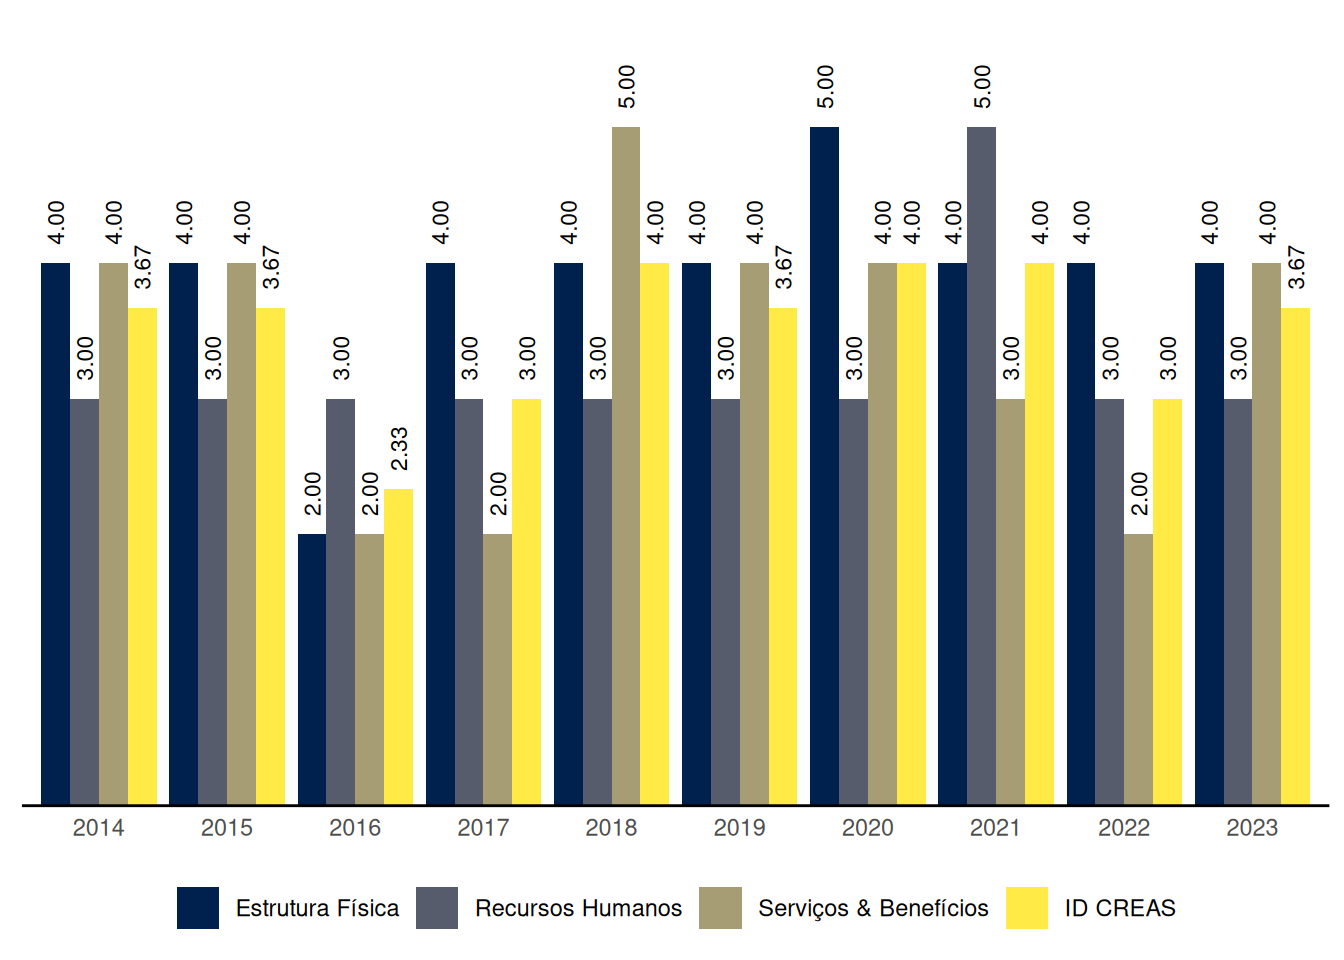 5.00 5.00 5.00
4.00 4.00 4.00 4.00 4.00 4.00 4.00 4.00 4.00 4.00 4.00 4.00 4.00 4.00 4.00 4.00 4.00
3.67 3.67 3.67 3.67
3.00 3.00 3.00 3.00 3.00 3.00 3.00 3.00 3.00 3.00 3.00 3.00
2.33
2.00 2.00 2.00 2.00
2014 2015 2016 2017 2018 2019 2020 2021 2022 2023
Estrutura Física Recursos Humanos Serviços & Benefícios ID CREAS